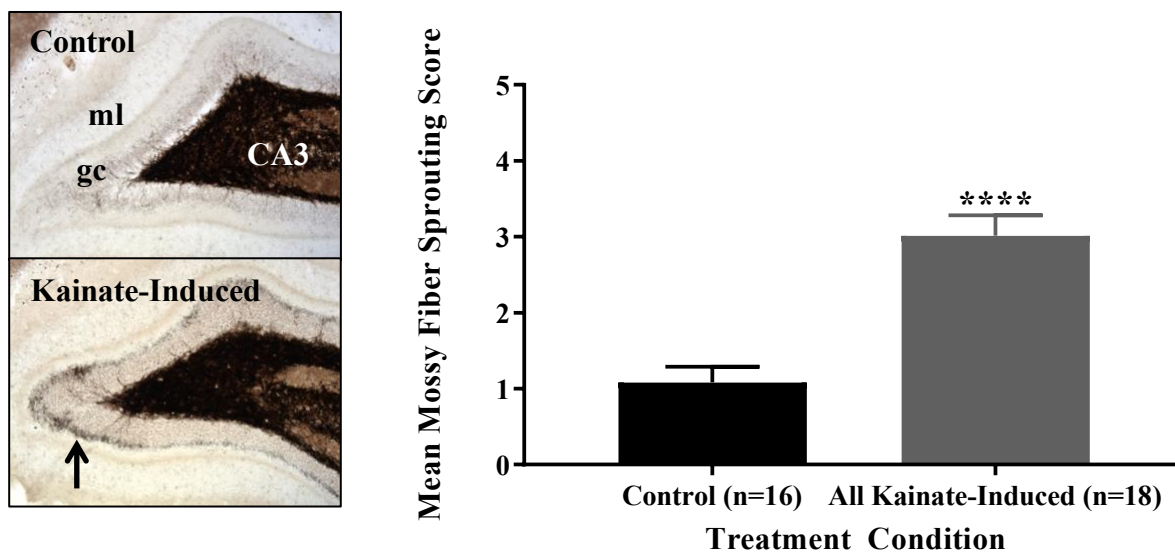 Control
ml
gc
CA3
Kainate-Induced
Mean Mossy Fiber Sprouting Score
5
4
3
2
1
0
****
Control (n=16)
All Kainate-Induced (n=18)
Treatment Condition